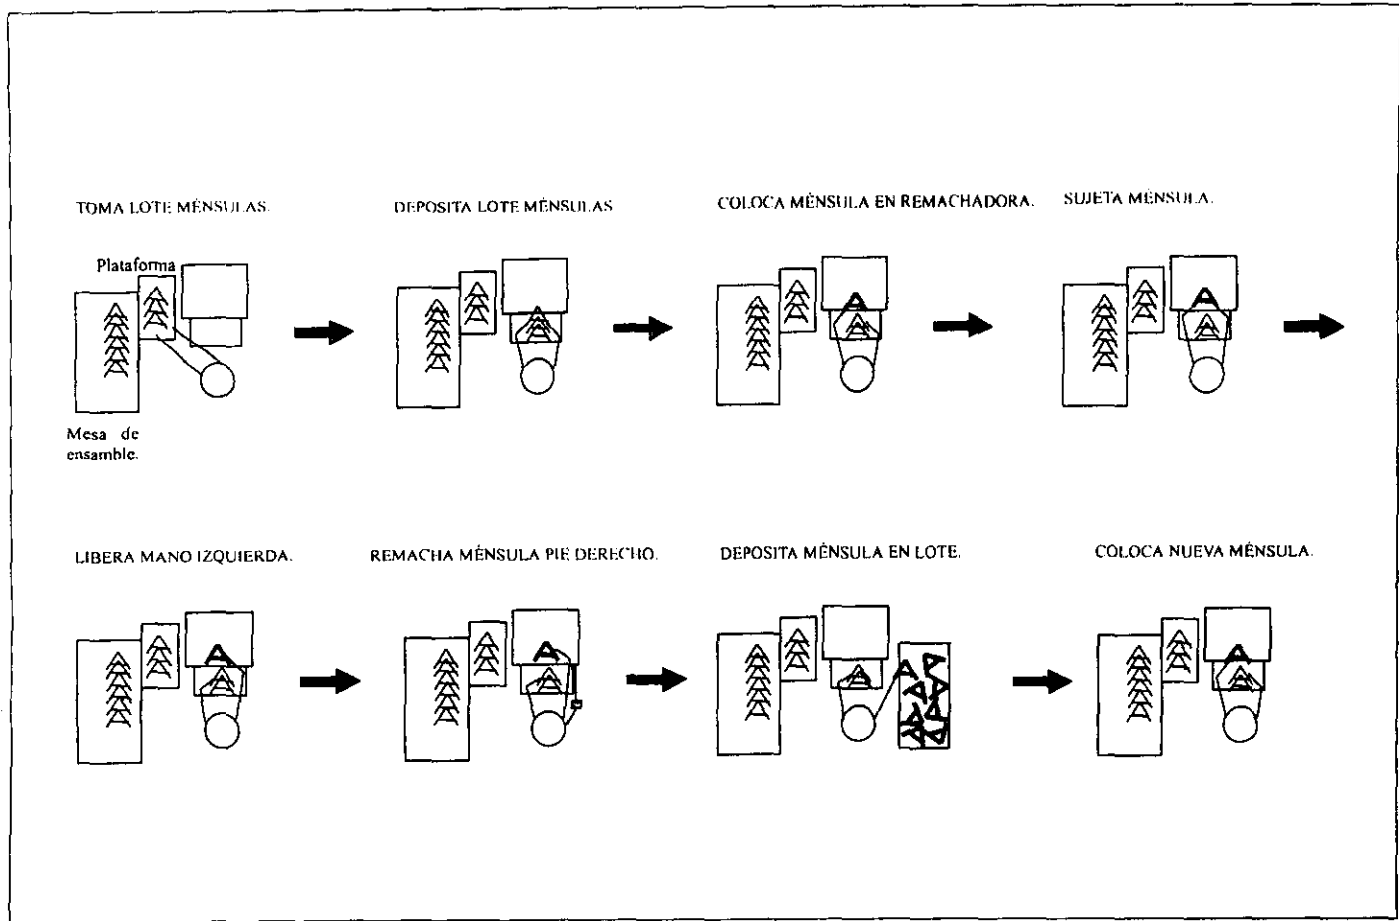 TOMA LOTE MÉNSULAS.
DEPOSITA LOTE MÉNSULAS
COLOCA MÉNSULA EN REMACHADORA.
SUJETA MÉNSULA.
Plataforma
Mesa de
ensamble.
LIBERA MANO IZQUIERDA.
REMACHA MÉNSULA PIE DERECHO.
DEPOSITA MÉNSULA EN LOTE.
COLOCA NUEVA MÉNSULA.